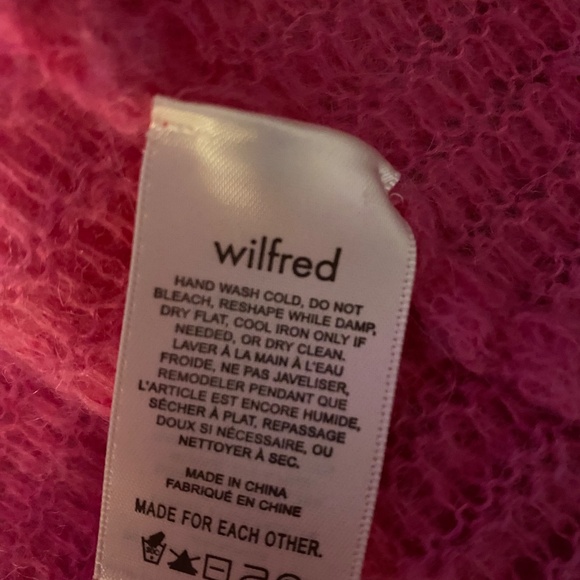 wilfred
HAND WASH COLD, DO NOT
BLEACH, RESHAPE WHILE DAMP,
DRY FLAT, COOL IRON ONLY IF
NEEDED, OR DRY CLEAN.
LAVER À LA MAIN À L'EAU
FROIDE, NE PAS JAVELISER,
REMODELER PENDANT QUE
L'ARTICLE EST ENCORE HUMIDE,
SÉCHER À PLAT, REPASSAGE
DOUX SI NÉCESSAIRE, OU
NETTOYER À SEC.
MADE IN CHINA
FABRIQUÉ EN CHINE
MADE FOR EACH OTHER.